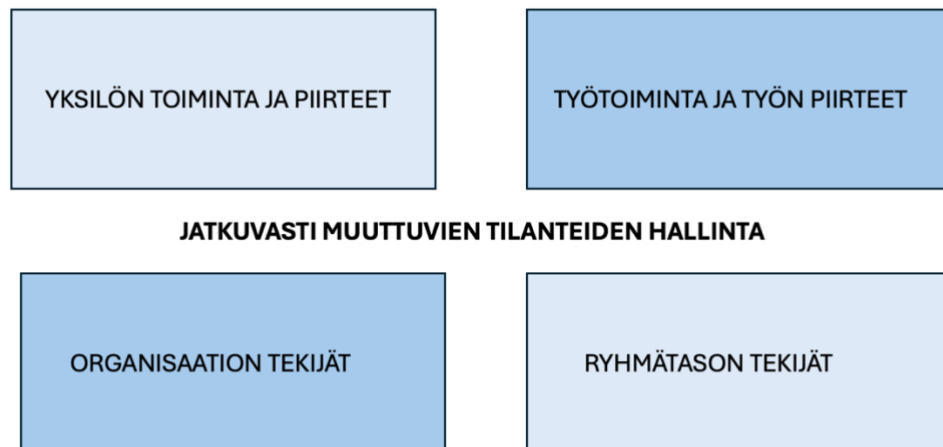 YKSILÖN TOIMINTA JA PIIRTEET
TYÖTOIMINTA JA TYÖN PIIRTEET
JATKUVASTI MUUTTUVIEN TILANTEIDEN HALLINTA
ORGANISAATION TEKIJÄT
RYHMÄTASON TEKIJÄT